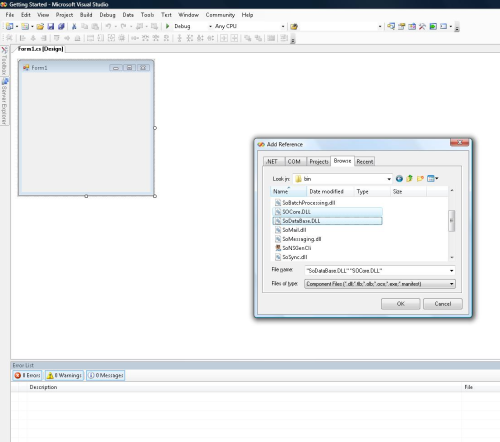 Getting Started - Microsoft Visual Studio
File Edit View Project Build Debug Data Tools Test Window Community Help
Debug Any CPU
Form1.cs [Design]
Toolbox
Server Explorer
Form1
Add Reference
.NET COM Projects Browse Recent
Look in: bin
Name Date modified Type Size
SoBatchProcessing.dll
SOCore.DLL
SoDataBase.DLL
SoMail.dll
SoMessaging.dll
SoNSGenCli
SoSync.dll
File name: "SoDataBase.DLL" "SOCore.DLL"
Files of type: Component Files (*.dll;*.tlb;*.olb;*.ocx;*.exe;*.manifest)
OK Cancel
Error List
0 Errors 0 Warnings 0 Messages
Description File